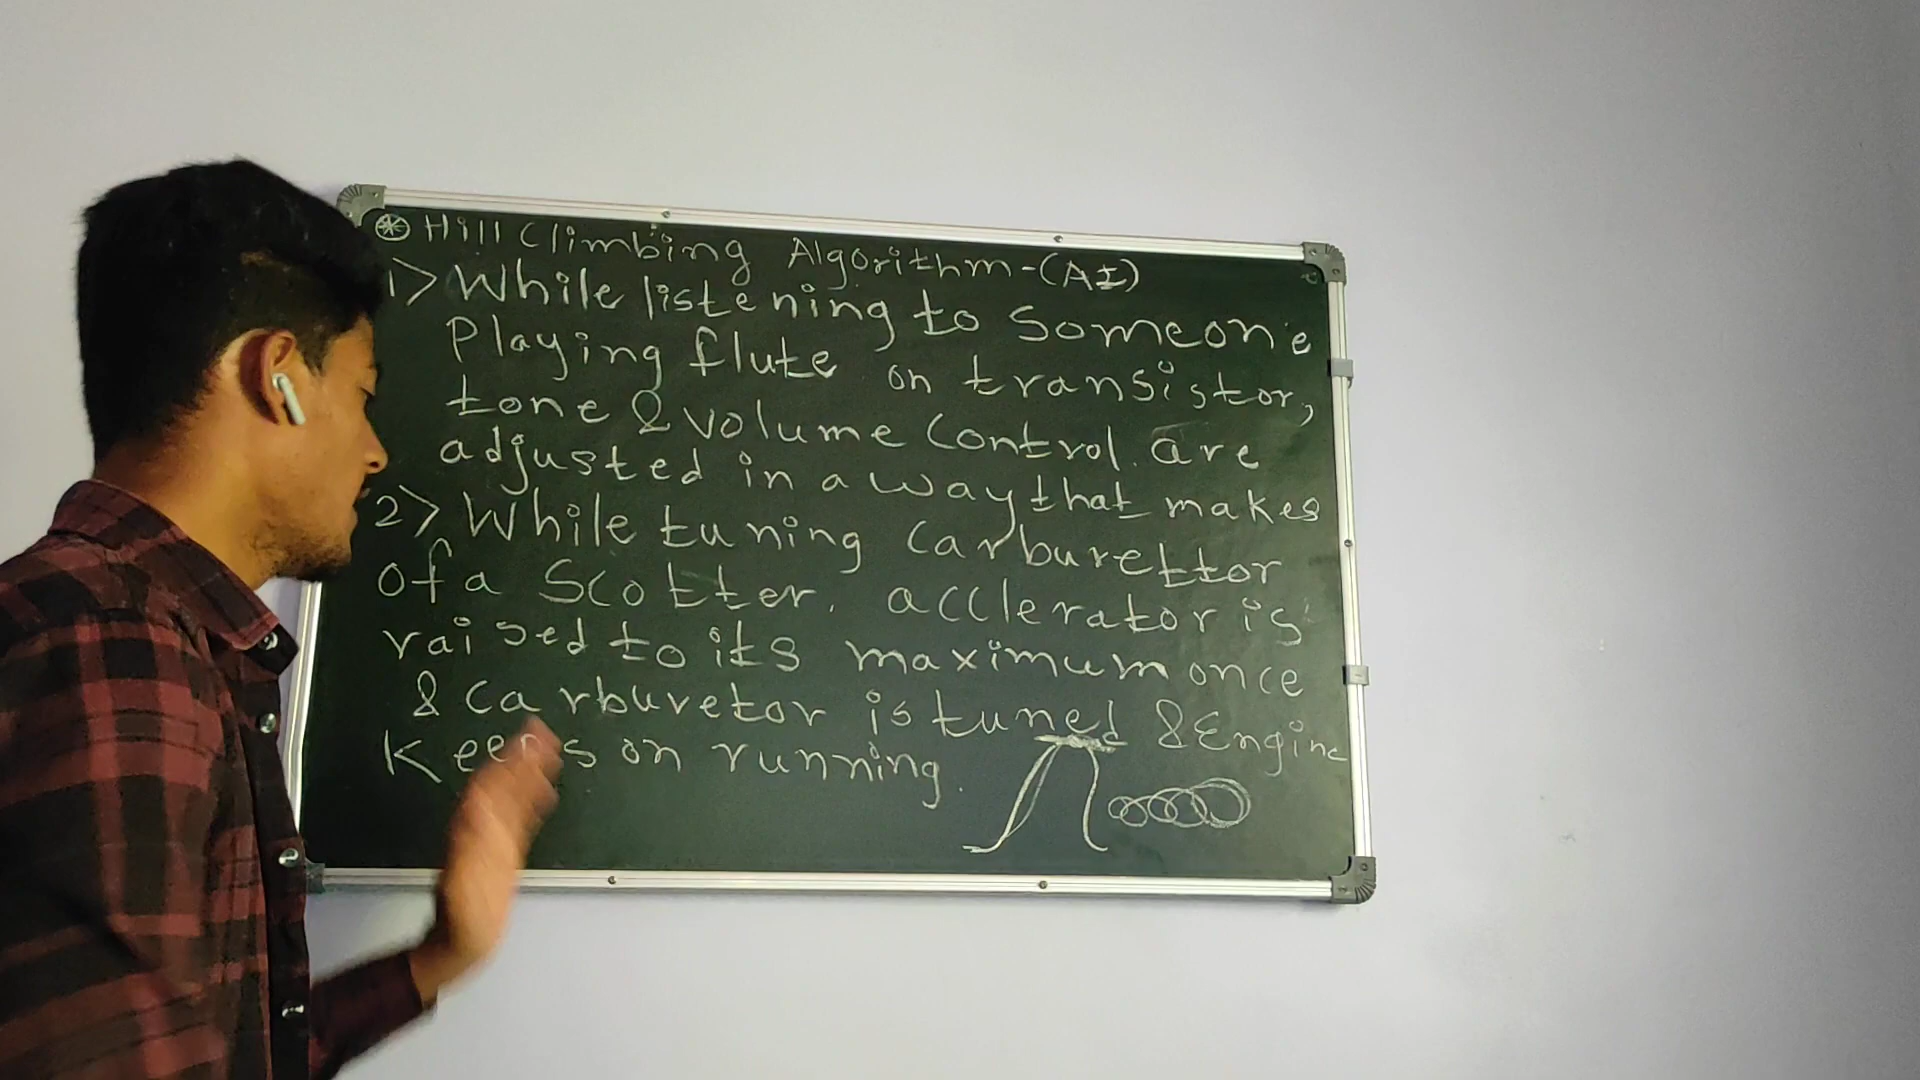 Hill Climbing Algorithm-(AI)
1> While listening to someone
Playing flute on transistor,
tone & volume control are
adjusted in a way that makes
2> While tuning carburettor
of a Scotter, acclerator is
raised to its maximum once
& carburetor is tuned & Engine
Keeps on running.